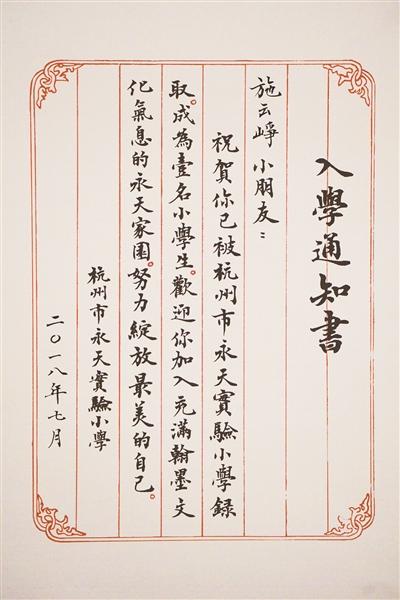 入學通知書
施云崢小朋友:
祝賀你已被杭州市永天實驗小學録
取。成為壹名小學生。歡迎你加入充滿翰墨文
化氣息的永天家園。努力綻放最美的自己。
杭州市永天實驗小學
二〇一八年七月